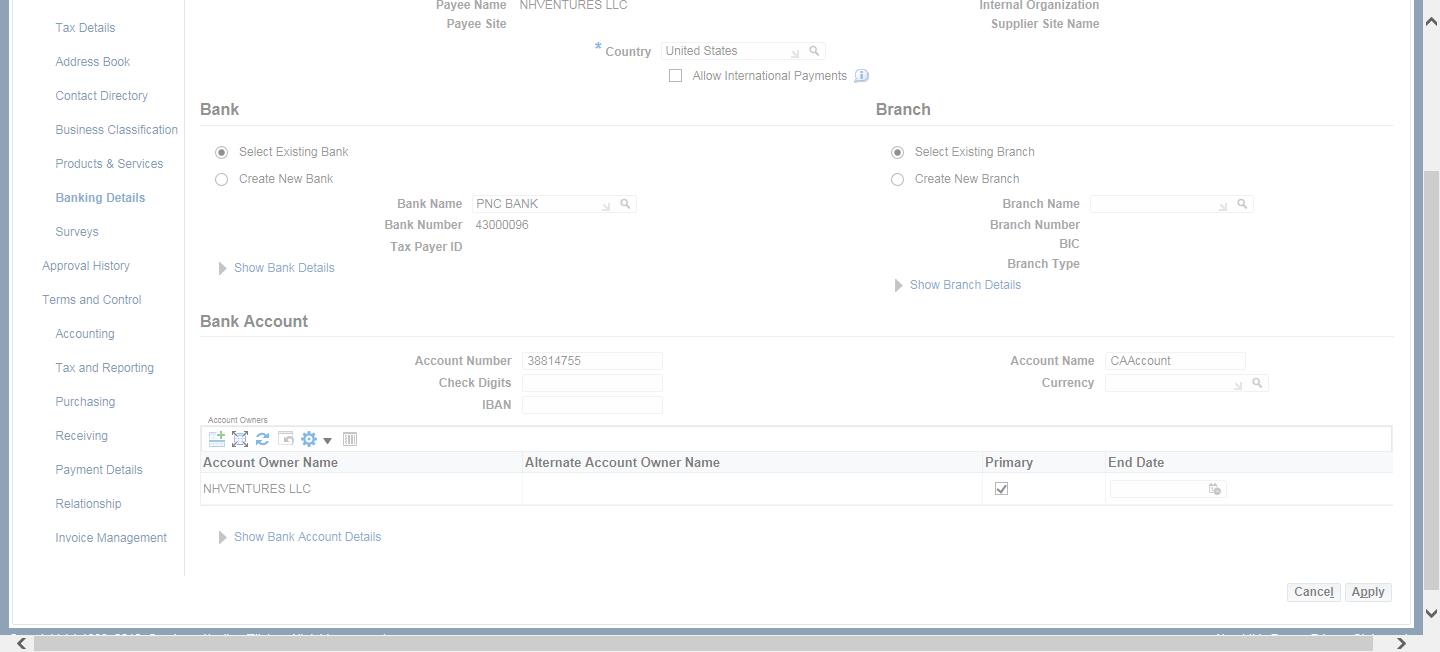 Payee Name NHVENTURES LLC
Internal Organization
Payee Site
Supplier Site Name
* Country United States
Allow International Payments
Tax Details
Address Book
Contact Directory
Business Classification
Products & Services
Banking Details
Surveys
Approval History
Terms and Control
Accounting
Tax and Reporting
Purchasing
Receiving
Payment Details
Relationship
Invoice Management
Bank
Select Existing Bank
Create New Bank
Bank Name PNC BANK
Bank Number 43000096
Tax Payer ID
Show Bank Details
Branch
Select Existing Branch
Create New Branch
Branch Name
Branch Number
BIC
Branch Type
Show Branch Details
Bank Account
Account Number 38814755
Check Digits
IBAN
Account Name CAAccount
Currency
Account Owners
Account Owner Name Alternate Account Owner Name Primary End Date
NHVENTURES LLC
Show Bank Account Details
Cancel Apply